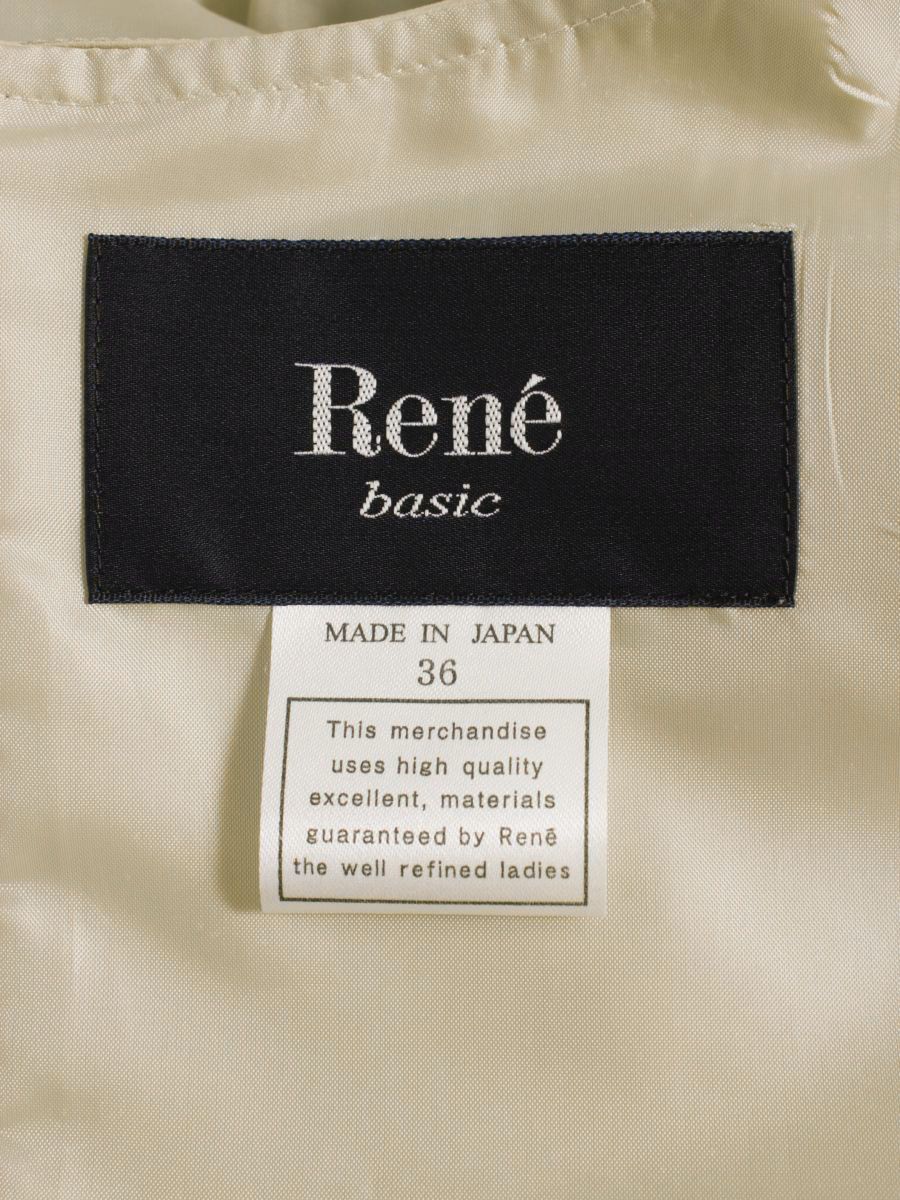 René
basic
MADE IN JAPAN
36
This merchandise
uses high quality
excellent, materials
guaranteed by René
the well refined ladies